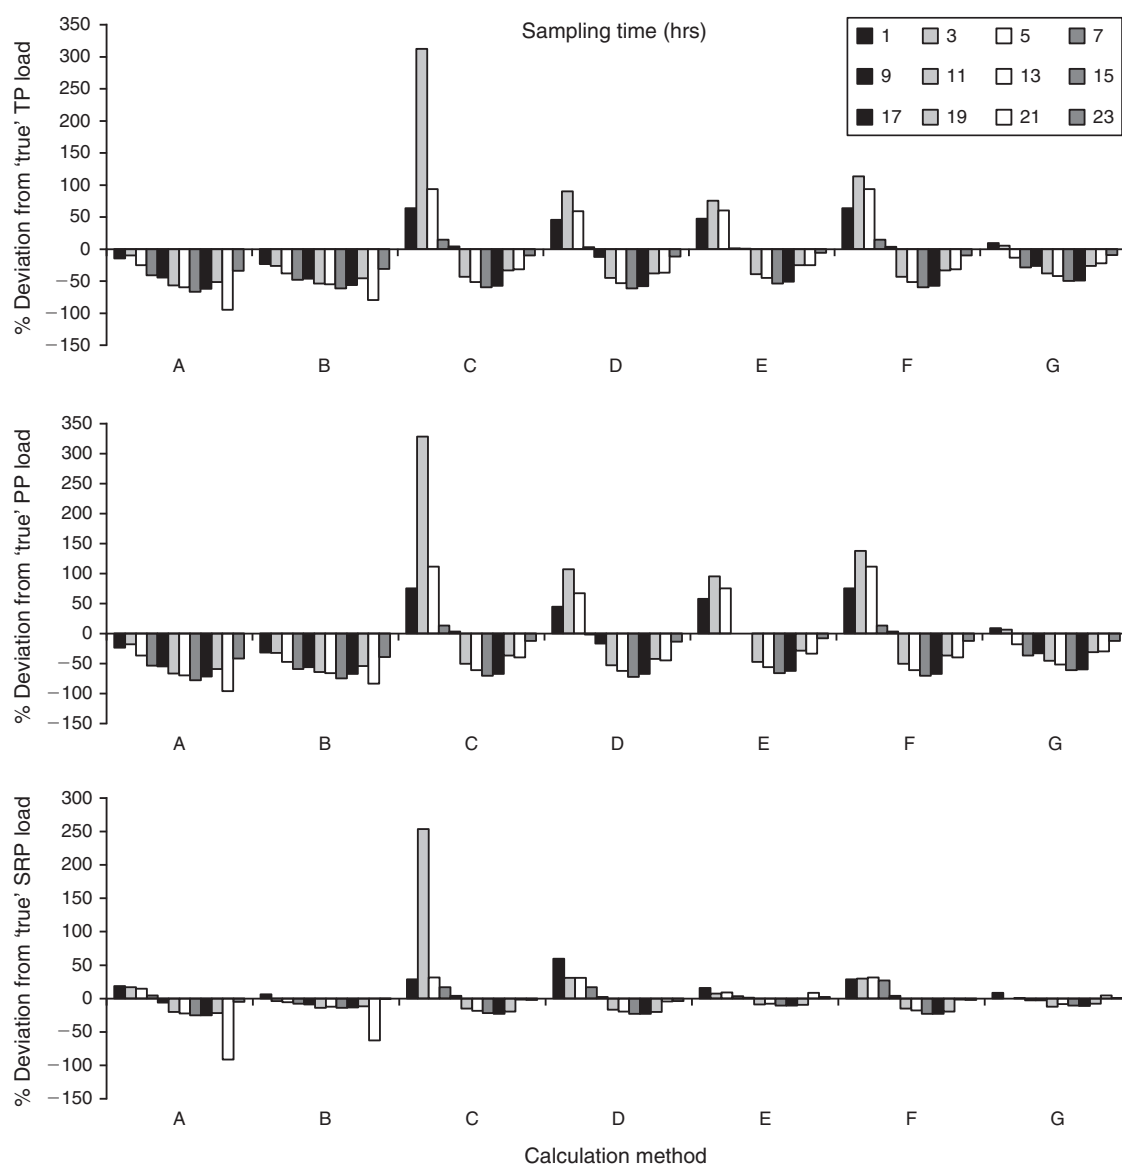 Sampling time (hrs)
1 3 5 7
9 11 13 15
17 19 21 23
% Deviation from ‘true’ TP load
350
300
250
200
150
100
50
0
−50
−100
−150
A B C D E F G
% Deviation from ‘true’ PP load
350
300
250
200
150
100
50
0
−50
−100
−150
A B C D E F G
% Deviation from ‘true’ SRP load
300
250
200
150
100
50
0
−50
−100
−150
A B C D E F G
Calculation method